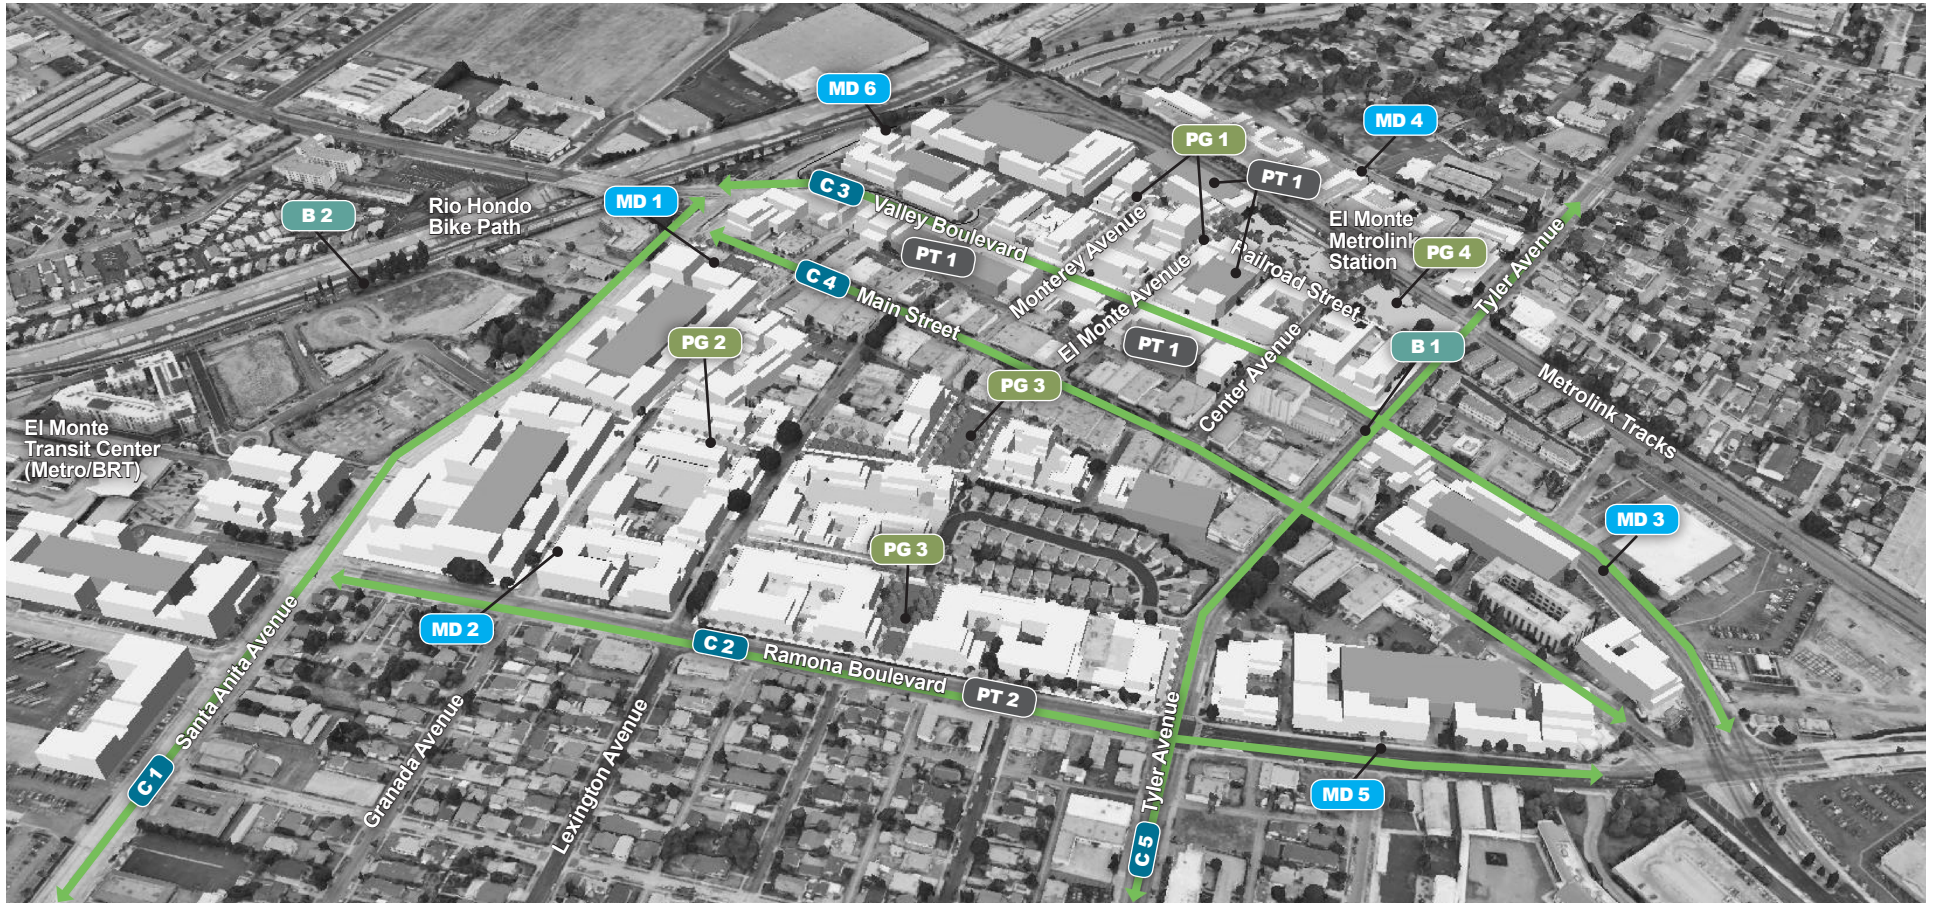 MD 6
MD 4
PG 1
PT 1
C 3
MD 1
B 2
Rio Hondo
Bike Path
Valley Boulevard
Monterey Avenue
El Monte
Metrolink
Station
PG 4
Tyler Avenue
PT 1
C 4
Main Street
El Monte Avenue
Railroad Street
PG 2
PT 1
B 1
PG 3
Center Avenue
Metrolink Tracks
El Monte
Transit Center
(Metro/BRT)
MD 3
PG 3
MD 2
C 2
Ramona Boulevard
PT 2
Santa Anita Avenue
Granada Avenue
Lexington Avenue
Tyler Avenue
C 1
MD 5
C 5